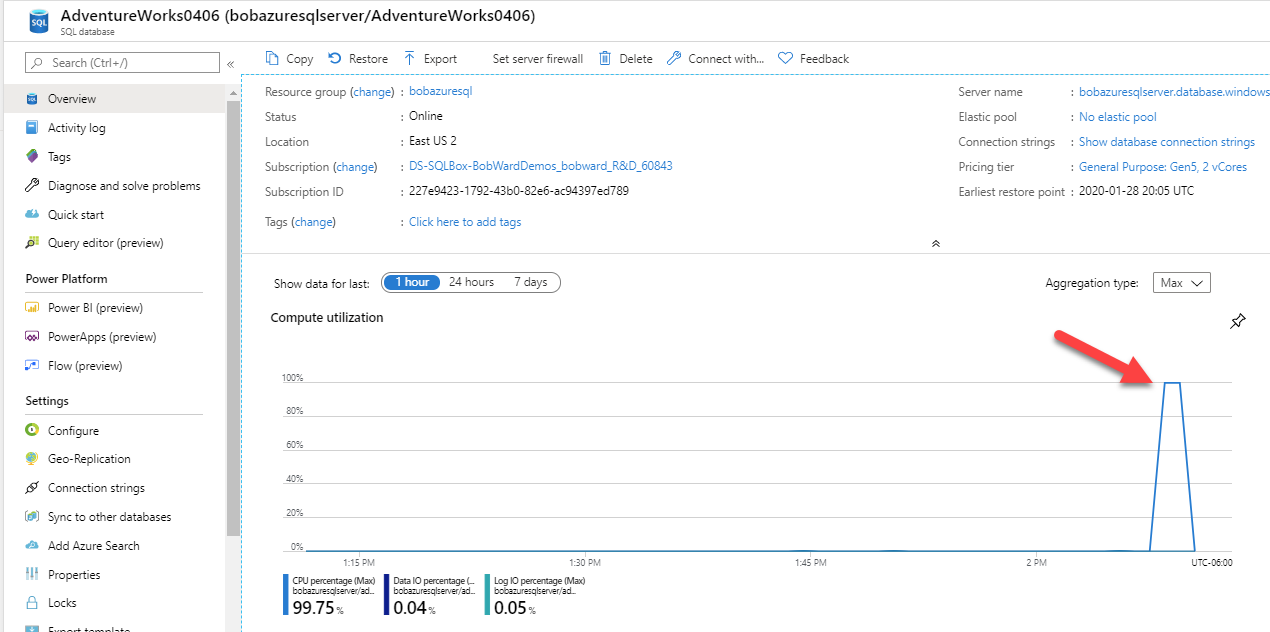 AdventureWorks0406 (bobazuresqlserver/AdventureWorks0406)
SQL database
Search (Ctrl+/)
«
Copy Restore Export Set server firewall Delete Connect with... Feedback
Overview
Activity log
Tags
Diagnose and solve problems
Quick start
Query editor (preview)
Power Platform
Power BI (preview)
PowerApps (preview)
Flow (preview)
Settings
Configure
Geo-Replication
Connection strings
Sync to other databases
Add Azure Search
Properties
Locks
Export template
Resource group (change) : bobazuresql
Status : Online
Location : East US 2
Subscription (change) : DS-SQLBox-BobWardDemos_bobward_R&D_60843
Subscription ID : 227e9423-1792-43b0-82e6-ac94397ed789
Tags (change) : Click here to add tags
Server name : bobazuresqlserver.database.windows
Elastic pool : No elastic pool
Connection strings : Show database connection strings
Pricing tier : General Purpose: Gen5, 2 vCores
Earliest restore point : 2020-01-28 20:05 UTC
Show data for last: 1 hour 24 hours 7 days
Aggregation type: Max
Compute utilization
100%
80%
60%
40%
20%
0%
1:15 PM 1:30 PM 1:45 PM 2 PM UTC-06:00
CPU percentage (Max)
bobazuresqlserver/ad...
99.75 %
Data IO percentage (...
bobazuresqlserver/ad...
0.04 %
Log IO percentage (Max)
bobazuresqlserver/ad...
0.05 %